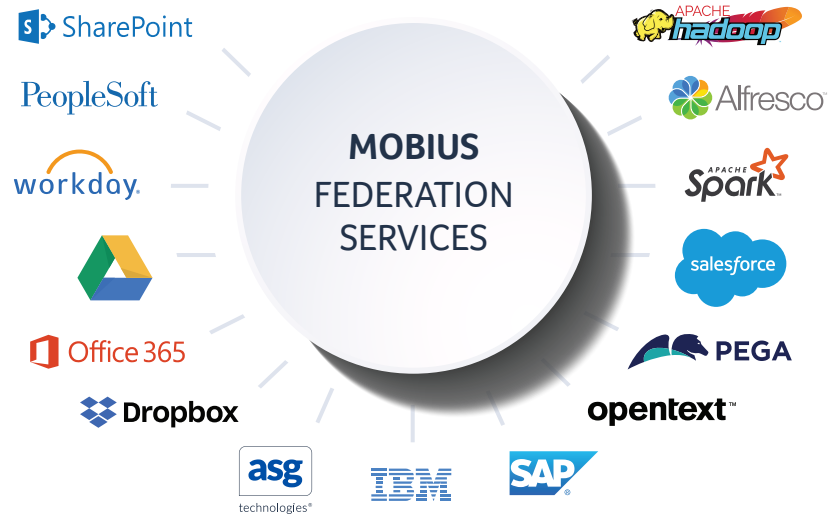 SharePoint
PeopleSoft
workday.
Office 365
Dropbox
asg
technologies®
IBM
SAP®
opentext™
PEGA
salesforce
APACHE
Spark™
Alfresco™
APACHE
hadoop
MOBIUS
FEDERATION
SERVICES